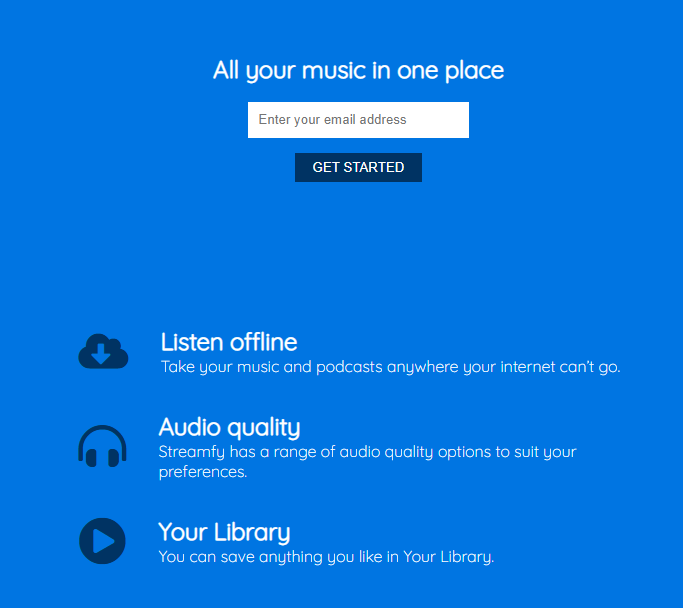 All your music in one place
Enter your email address
GET STARTED
Listen offline
Take your music and podcasts anywhere your internet can't go.
Audio quality
Streamfy has a range of audio quality options to suit your
preferences.
Your Library
You can save anything you like in Your Library.